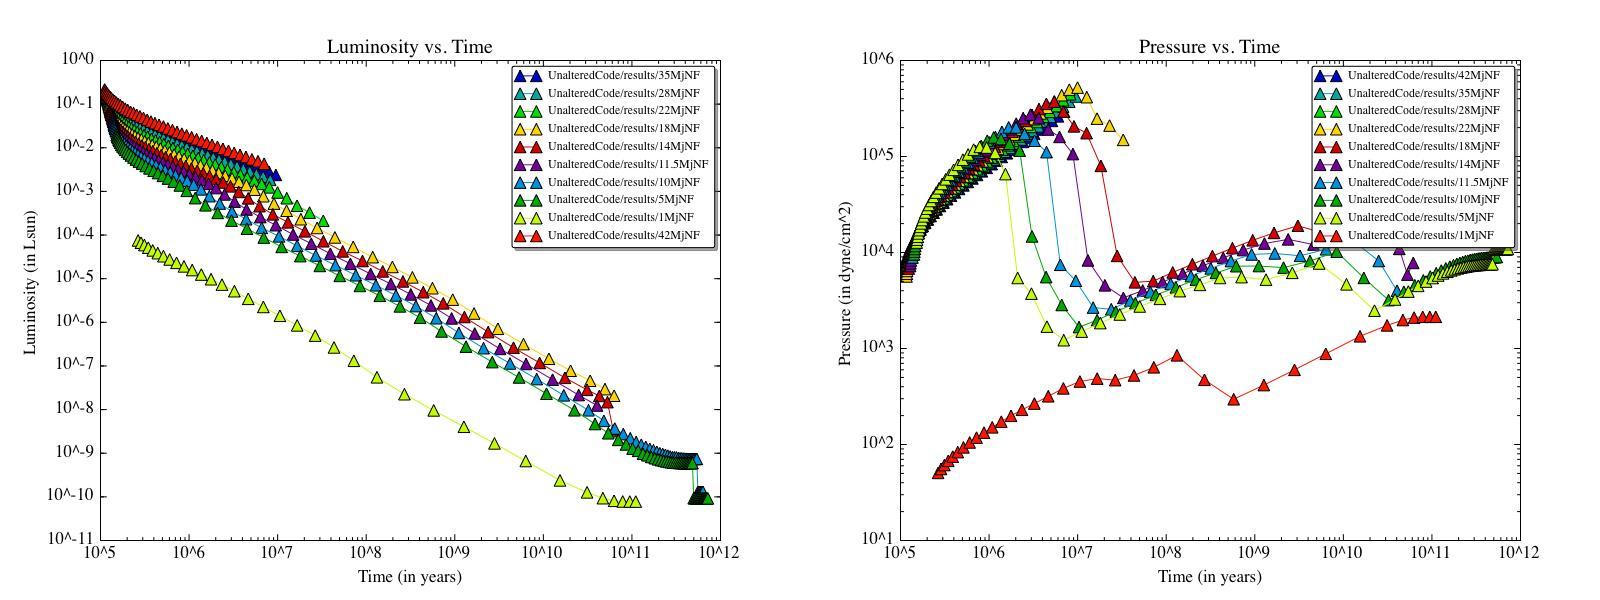 Luminosity vs. Time
10^0
10^-1
10^-2
10^-3
10^-4
10^-5
10^-6
10^-7
10^-8
10^-9
10^-10
10^-11
Luminosity (in Lsun)
UnalteredCode/results/35MjNF
UnalteredCode/results/28MjNF
UnalteredCode/results/22MjNF
UnalteredCode/results/18MjNF
UnalteredCode/results/14MjNF
UnalteredCode/results/11.5MjNF
UnalteredCode/results/10MjNF
UnalteredCode/results/5MjNF
UnalteredCode/results/1MjNF
UnalteredCode/results/42MjNF
10^5 10^6 10^7 10^8 10^9 10^10 10^11 10^12
Time (in years)
Pressure vs. Time
10^6
10^5
10^4
10^3
10^2
10^1
Pressure (in dyne/cm^2)
UnalteredCode/results/42MjNF
UnalteredCode/results/35MjNF
UnalteredCode/results/28MjNF
UnalteredCode/results/22MjNF
UnalteredCode/results/18MjNF
UnalteredCode/results/14MjNF
UnalteredCode/results/11.5MjNF
UnalteredCode/results/10MjNF
UnalteredCode/results/5MjNF
UnalteredCode/results/1MjNF
10^5 10^6 10^7 10^8 10^9 10^10 10^11 10^12
Time (in years)